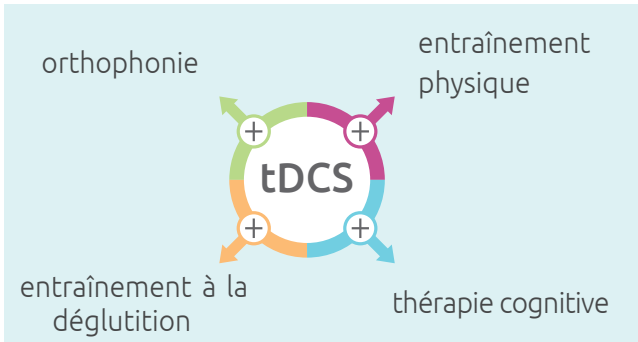 orthophonie
entraînement
physique
+
+
tDCS
+
+
entraînement à la
déglutition
thérapie cognitive